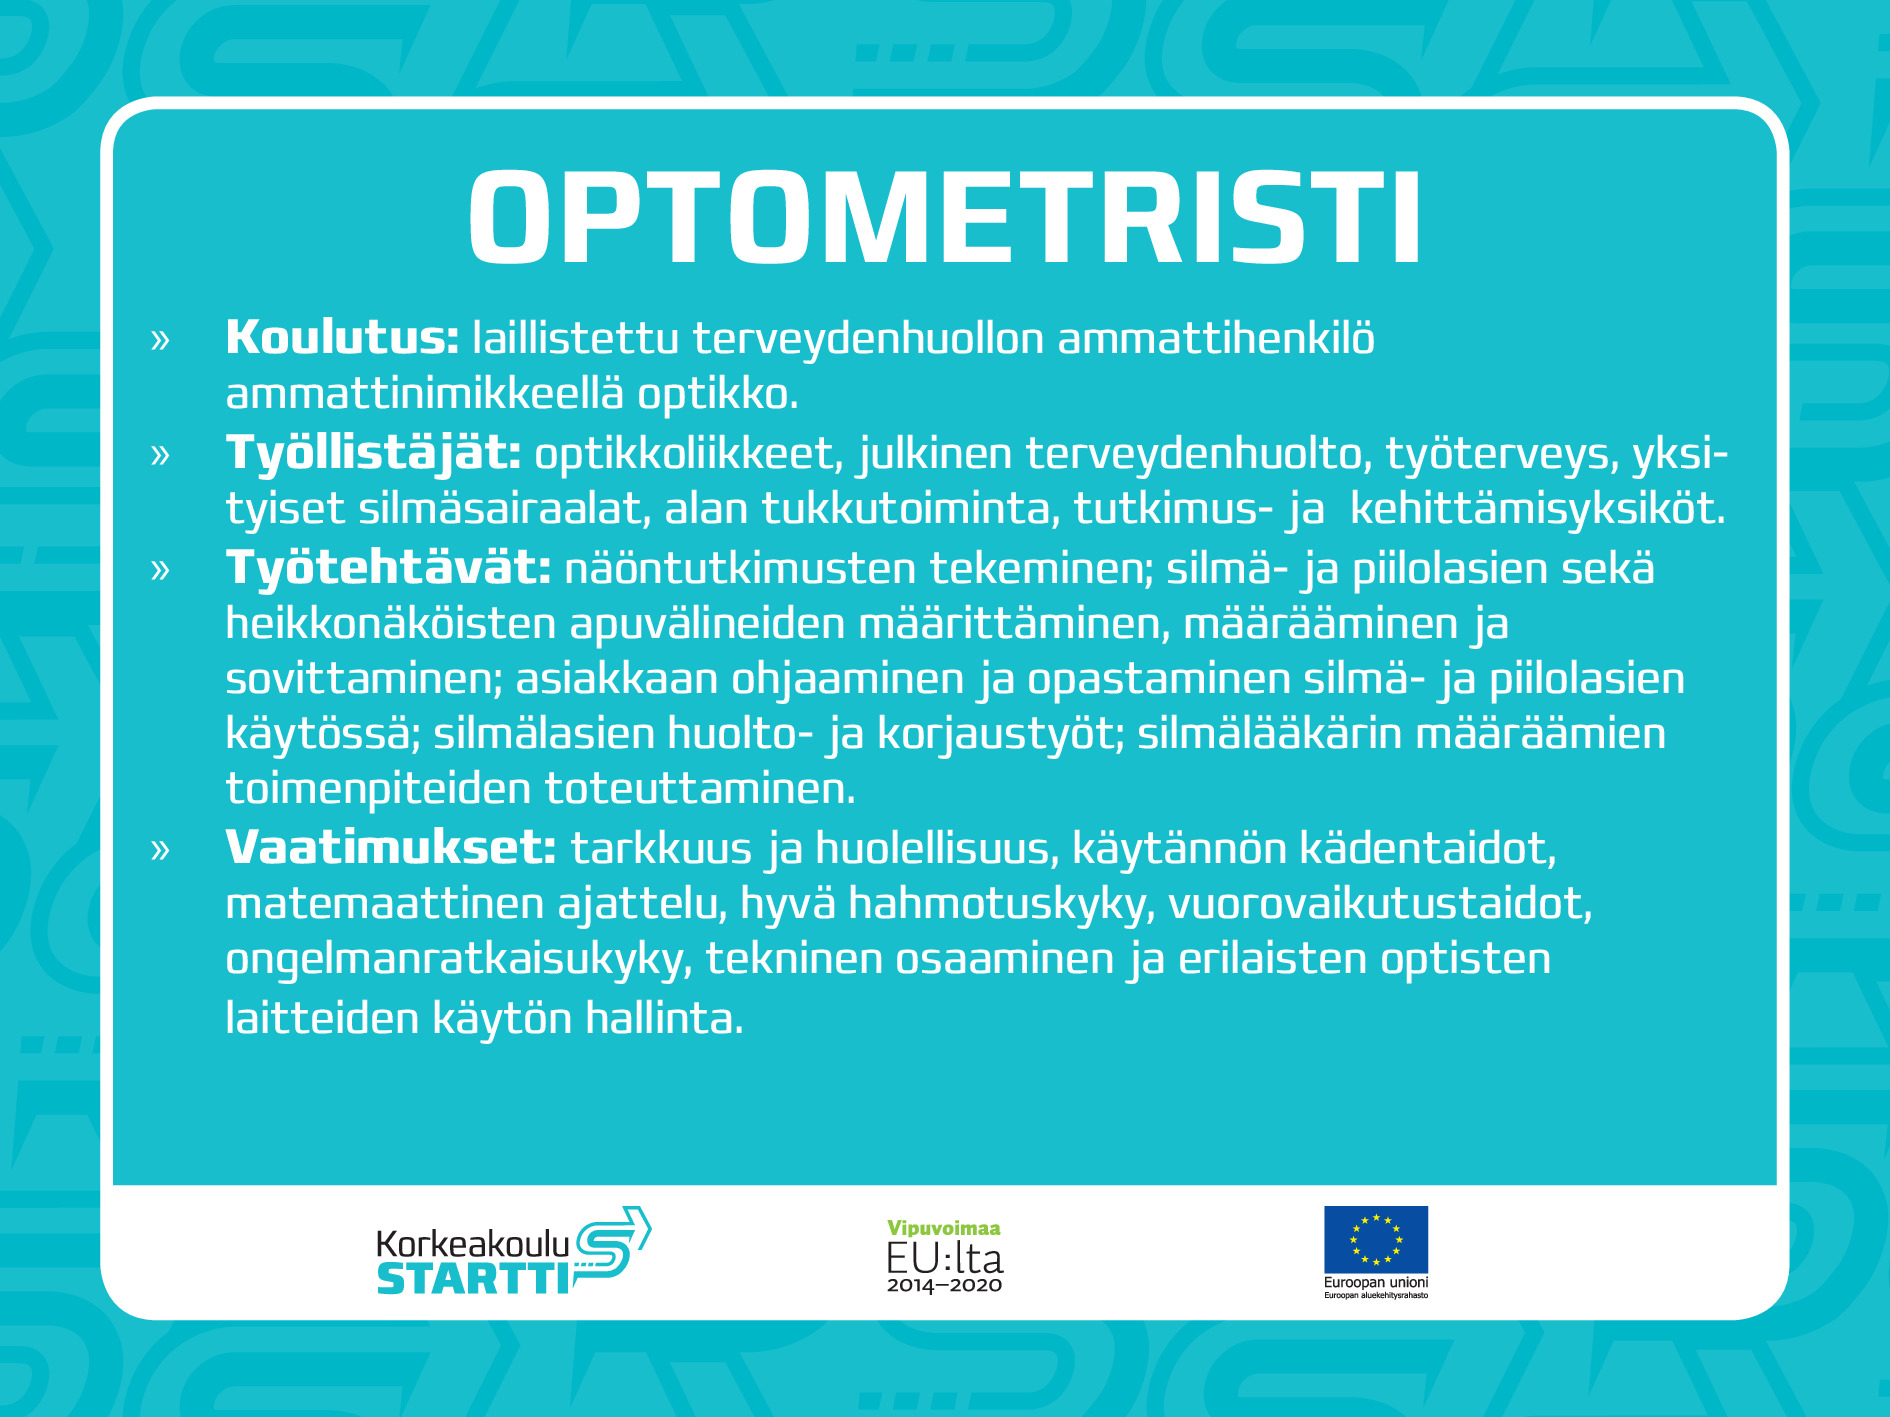 OPTOMETRISTI
» Koulutus: laillistettu terveydenhuollon ammattihenkilö
ammattinimikkeellä optikko.
» Työllistäjät: optikkoliikkeet, julkinen terveydenhuolto, työterveys, yksi-
tyiset silmäsairaalat, alan tukkutoiminta, tutkimus- ja kehittämisyksiköt.
» Työtehtävät: näöntutkimusten tekeminen; silmä- ja piilolasien sekä
heikkonäköisten apuvälineiden määrittäminen, määrääminen ja
sovittaminen; asiakkaan ohjaaminen ja opastaminen silmä- ja piilolasien
käytössä; silmälasien huolto- ja korjaustyöt; silmälääkärin määräämien
toimenpiteiden toteuttaminen.
» Vaatimukset: tarkkuus ja huolellisuus, käytännön kädentaidot,
matemaattinen ajattelu, hyvä hahmotuskyky, vuorovaikutustaidot,
ongelmanratkaisukyky, tekninen osaaminen ja erilaisten optisten
laitteiden käytön hallinta.
Korkeakoulu
STARTTI
Vipuvoimaa
EU:lta
2014–2020
Euroopan unioni
Euroopan aluekehitysrahasto